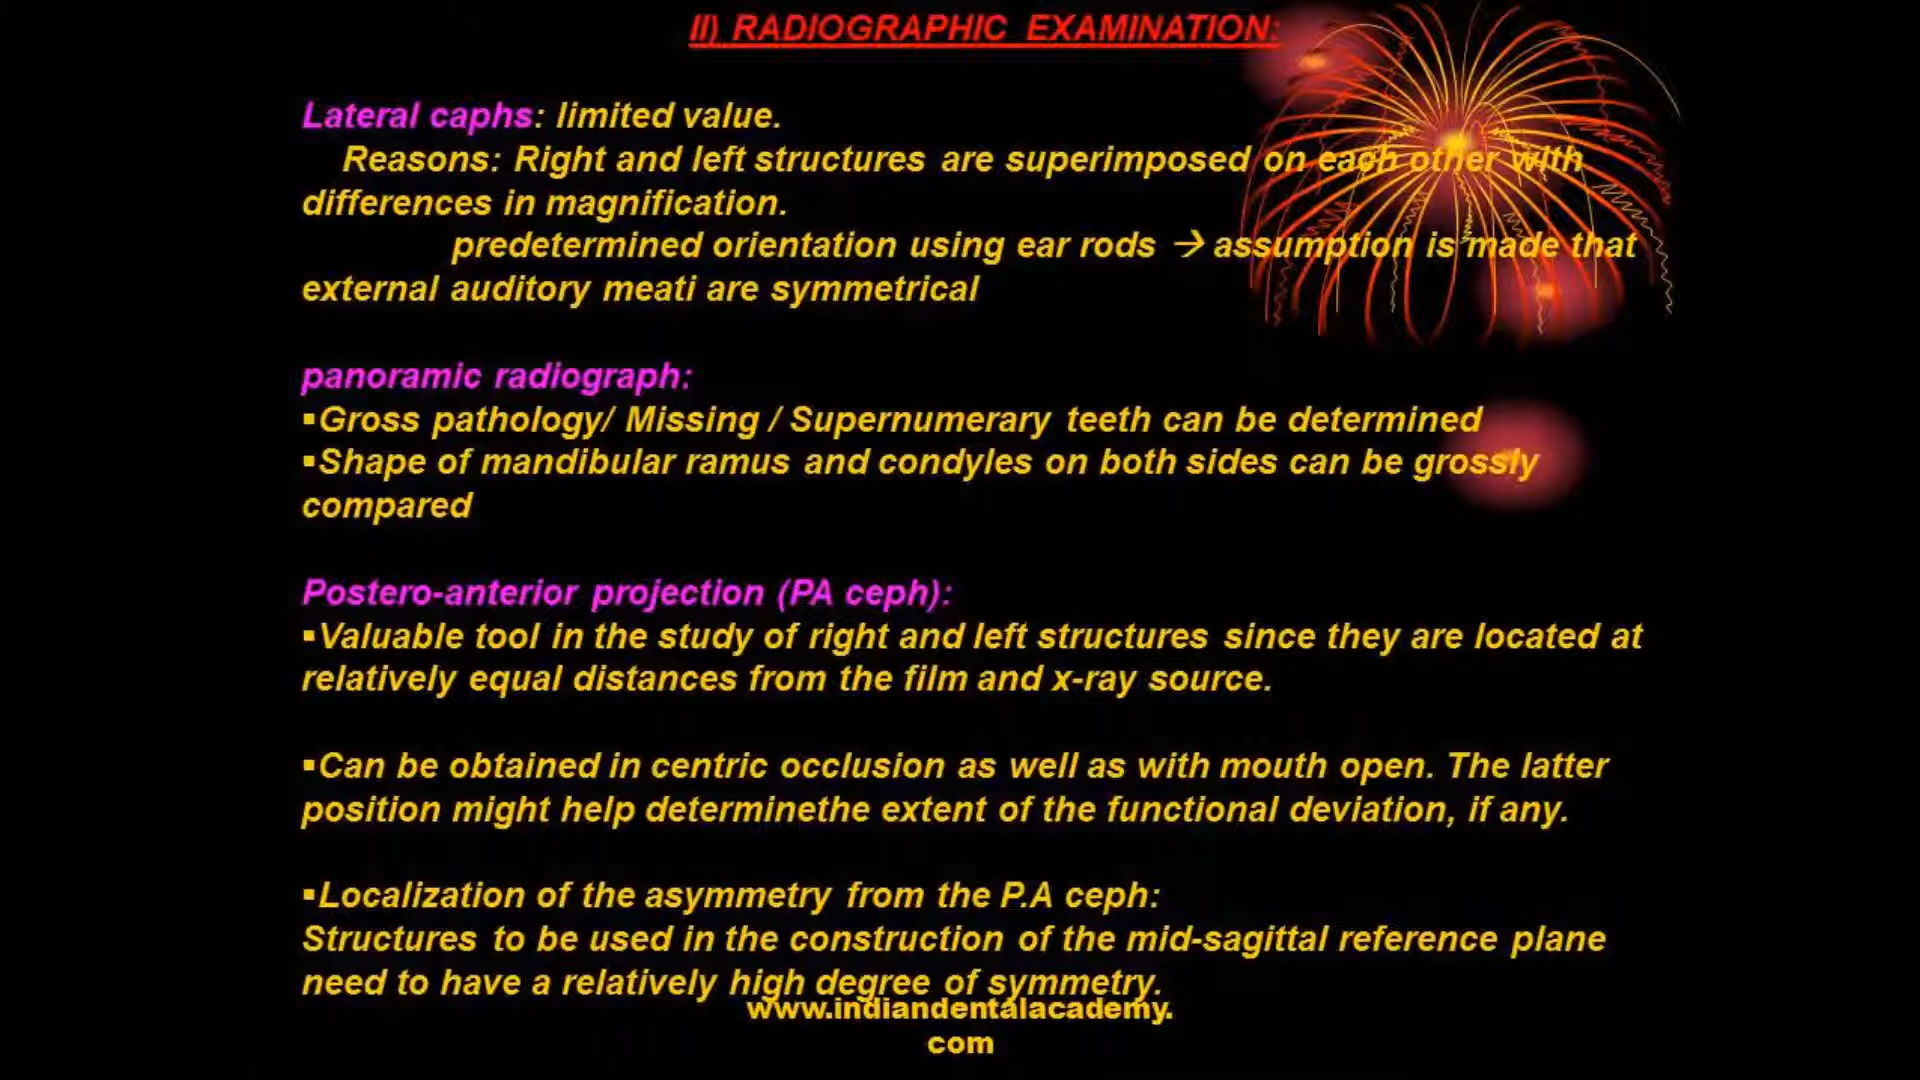 II) RADIOGRAPHIC EXAMINATION:
Lateral caphs: limited value.
Reasons: Right and left structures are superimposed on each other with
differences in magnification.
predetermined orientation using ear rods → assumption is made that
external auditory meati are symmetrical
panoramic radiograph:
▪Gross pathology/ Missing / Supernumerary teeth can be determined
▪Shape of mandibular ramus and condyles on both sides can be grossly
compared
Postero-anterior projection (PA ceph):
▪Valuable tool in the study of right and left structures since they are located at
relatively equal distances from the film and x-ray source.
▪Can be obtained in centric occlusion as well as with mouth open. The latter
position might help determinethe extent of the functional deviation, if any.
▪Localization of the asymmetry from the P.A ceph:
Structures to be used in the construction of the mid-sagittal reference plane
need to have a relatively high degree of symmetry.
www.indiandentalacademy.
com